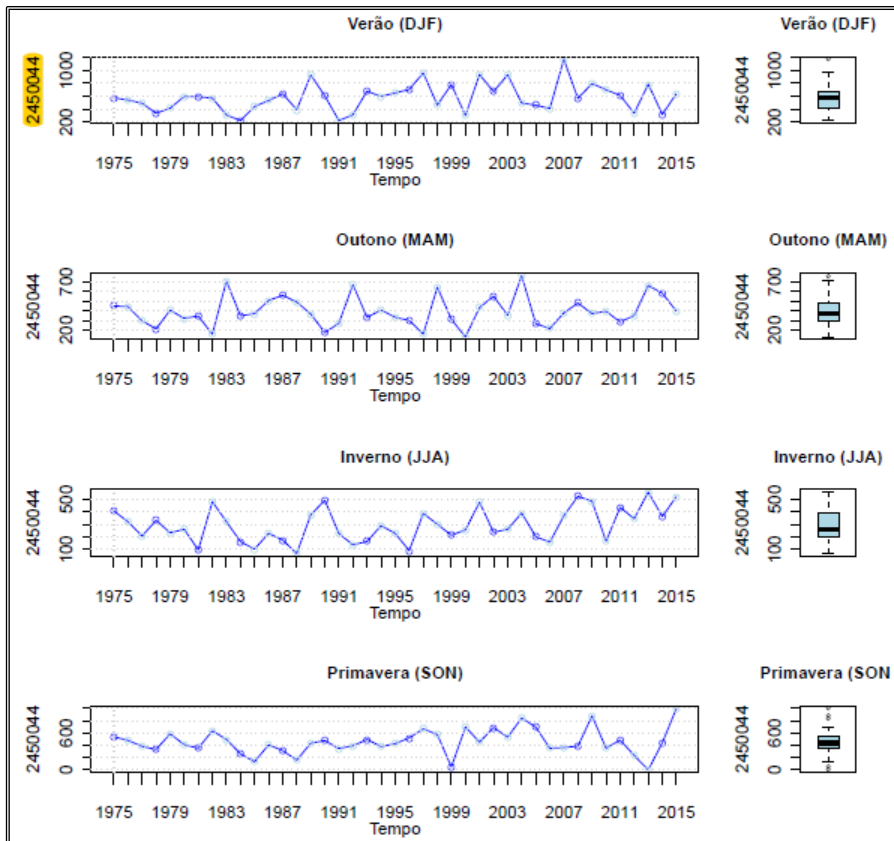 Verão (DJF)
Verão (DJF)
2450044
200 1000
1975 1979 1983 1987 1991 1995 1999 2003 2007 2011 2015
Tempo
2450044
200 1000
Outono (MAM)
Outono (MAM)
2450044
200 700
1975 1979 1983 1987 1991 1995 1999 2003 2007 2011 2015
Tempo
2450044
200 700
Inverno (JJA)
Inverno (JJA)
2450044
100 500
1975 1979 1983 1987 1991 1995 1999 2003 2007 2011 2015
Tempo
2450044
100 500
Primavera (SON)
Primavera (SON
2450044
0 600
1975 1979 1983 1987 1991 1995 1999 2003 2007 2011 2015
Tempo
2450044
0 600